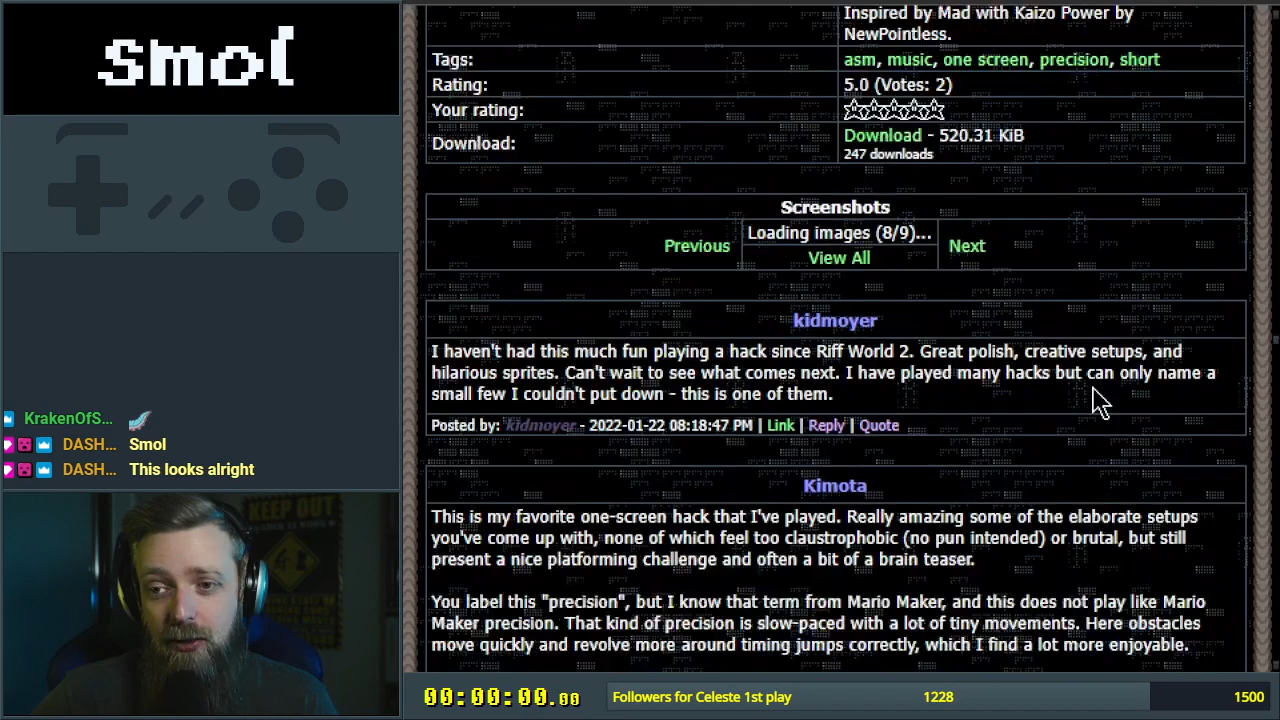 smol
Inspired by Mad with Kaizo Power by
NewPointless.
Tags: asm, music, one screen, precision, short
Rating: 5.0 (Votes: 2)
Your rating:
Download: Download - 520.31 KiB
247 downloads
Screenshots
Previous Loading images (8/9)... Next
View All
kidmoyer
I haven't had this much fun playing a hack since Riff World 2. Great polish, creative setups, and
hilarious sprites. Can't wait to see what comes next. I have played many hacks but can only name a
small few I couldn't put down - this is one of them.
Posted by: kidmoyer - 2022-01-22 08:18:47 PM | Link | Reply | Quote
Kimota
This is my favorite one-screen hack that I've played. Really amazing some of the elaborate setups
you've come up with, none of which feel too claustrophobic (no pun intended) or brutal, but still
present a nice platforming challenge and often a bit of a brain teaser.
You label this "precision", but I know that term from Mario Maker, and this does not play like Mario
Maker precision. That kind of precision is slow-paced with a lot of tiny movements. Here obstacles
move quickly and revolve more around timing jumps correctly, which I find a lot more enjoyable.
KrakenOfS...
DASH... Smol
DASH... This looks alright
KEEP OUT
00:00:00.00
Followers for Celeste 1st play 1228 1500